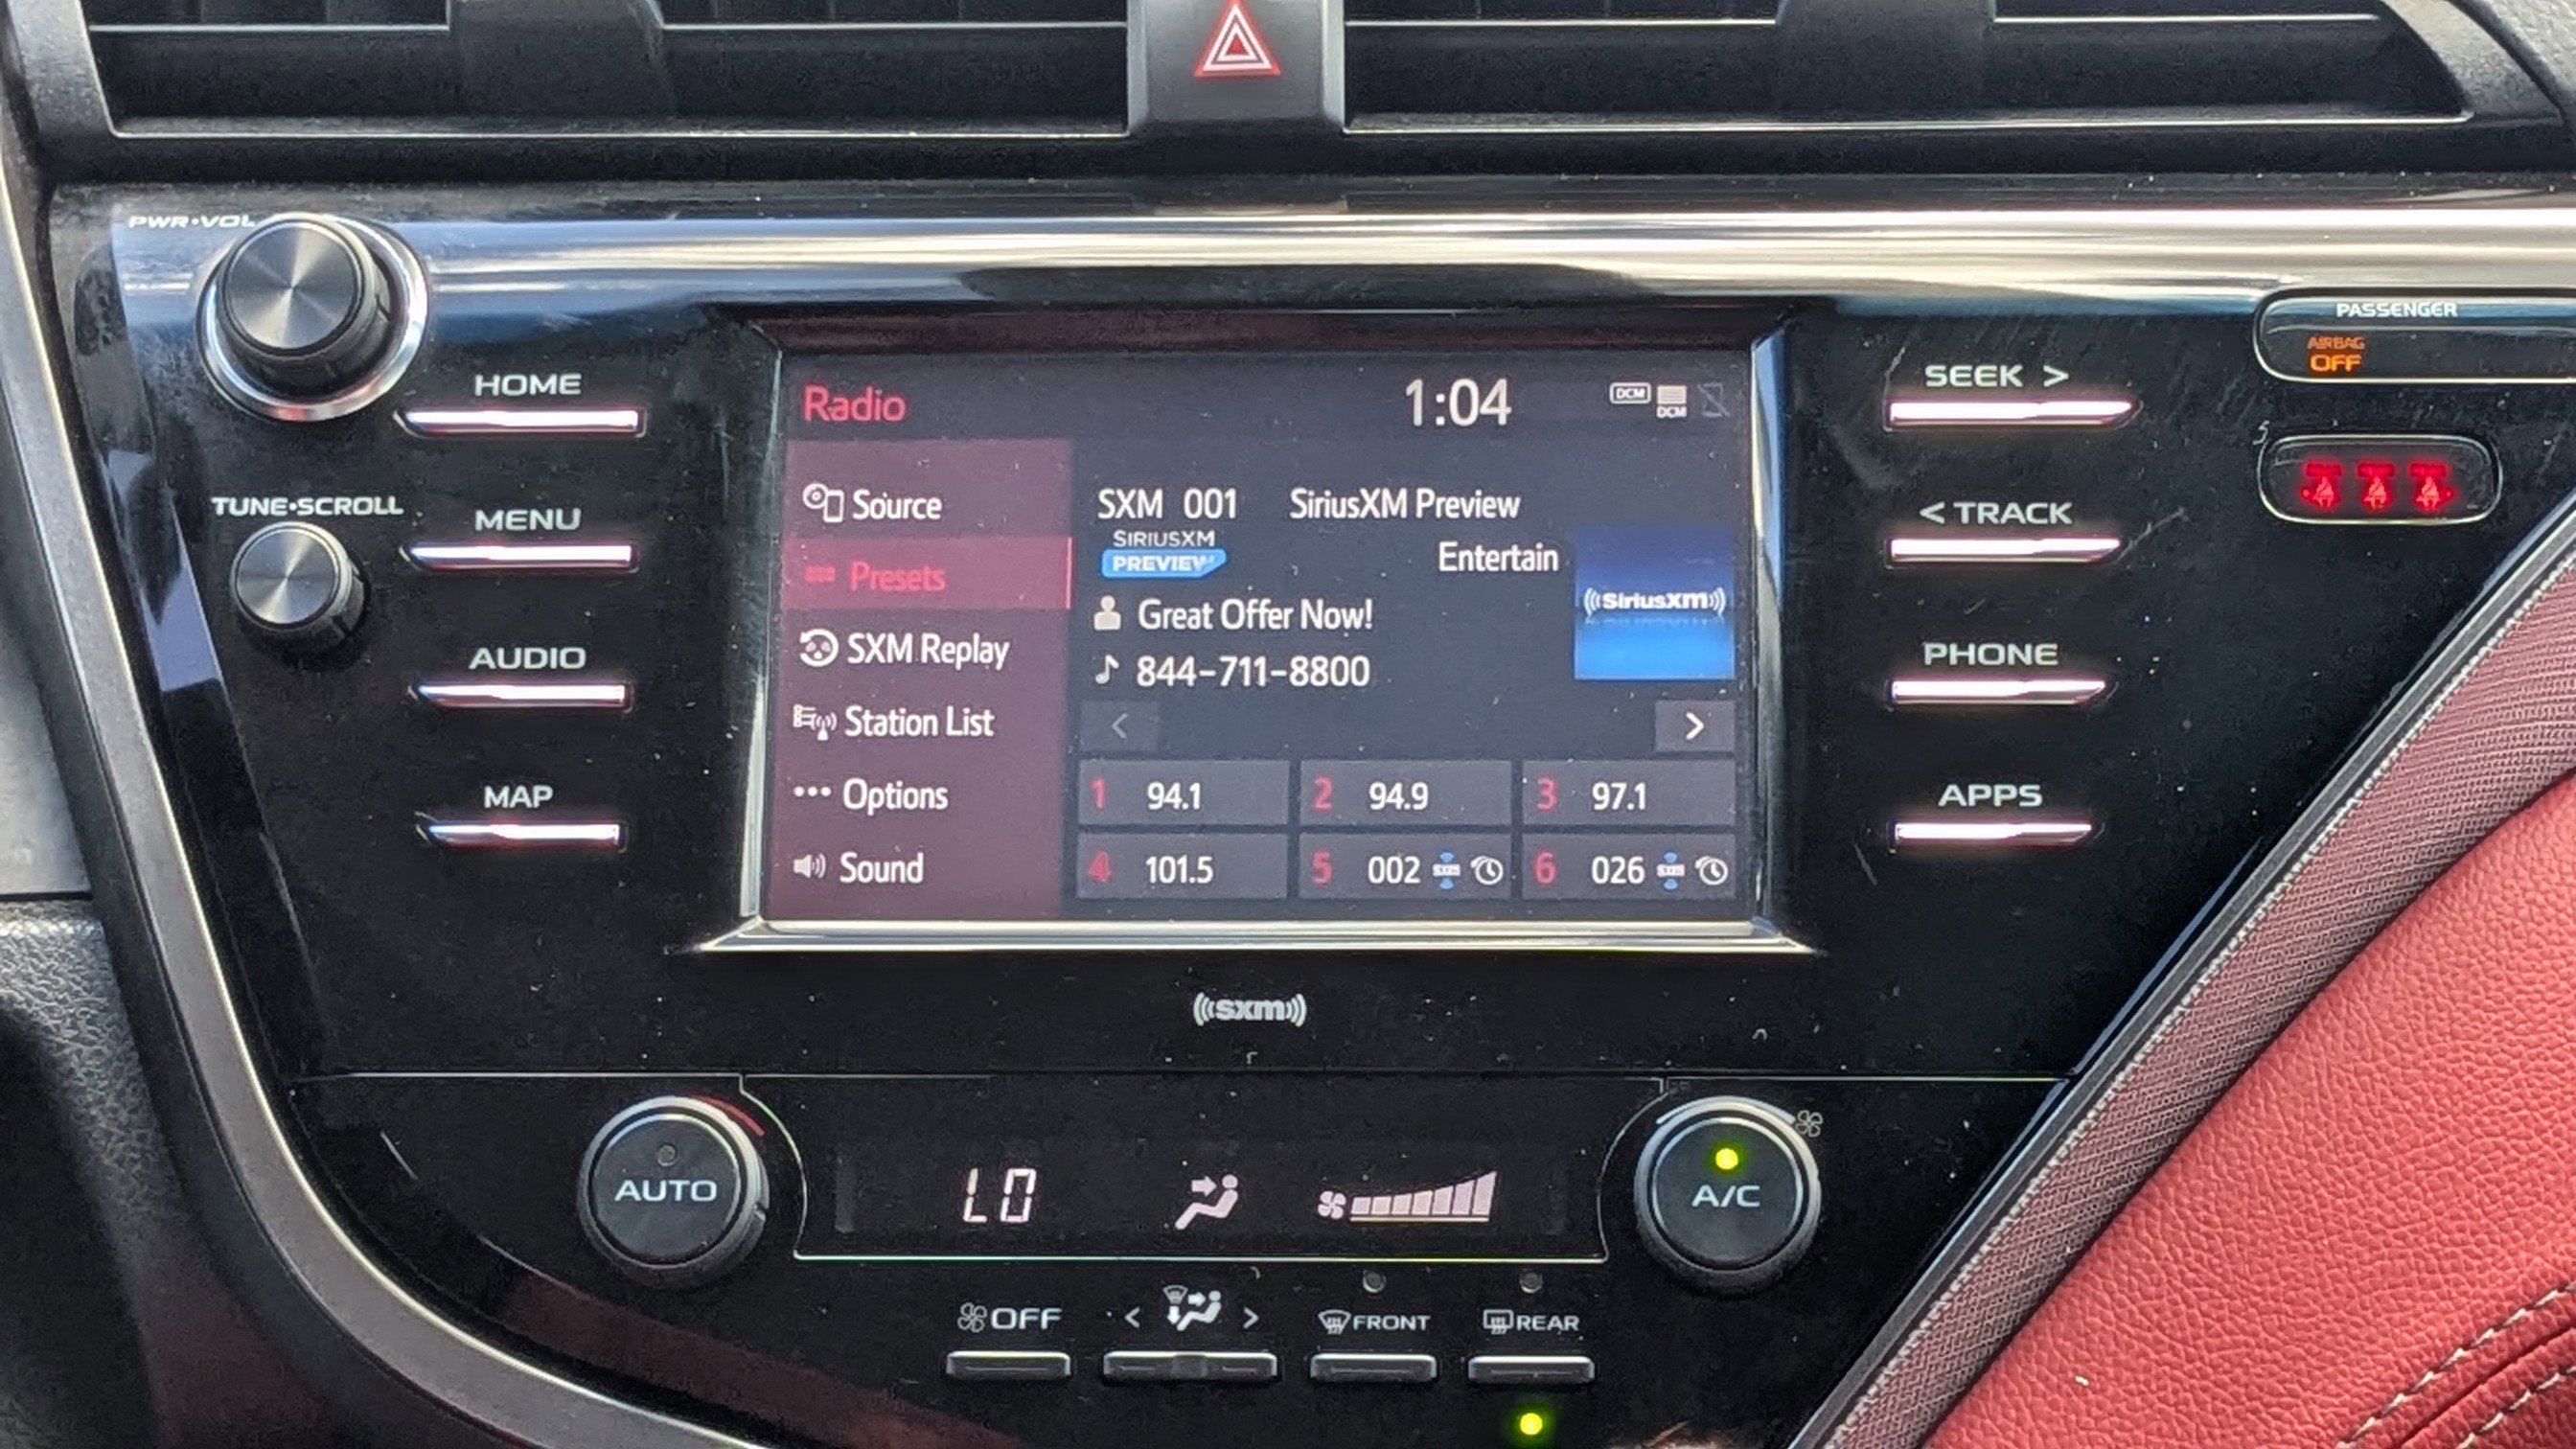 PWR•VOL
HOME
TUNE•SCROLL
MENU
AUDIO
MAP
Radio
1:04
DCM
DCM
Source
Presets
SXM Replay
Station List
Options
Sound
SXM 001 SiriusXM Preview
SIRIUSXM
PREVIEW
Entertain
((SiriusXM))
Great Offer Now!
844-711-8800
<
>
1 94.1
2 94.9
3 97.1
4 101.5
5 002
6 026
SEEK >
< TRACK
PHONE
APPS
PASSENGER
AIRBAG
OFF
((sxm))
AUTO
LO
A/C
OFF
<
>
FRONT
REAR